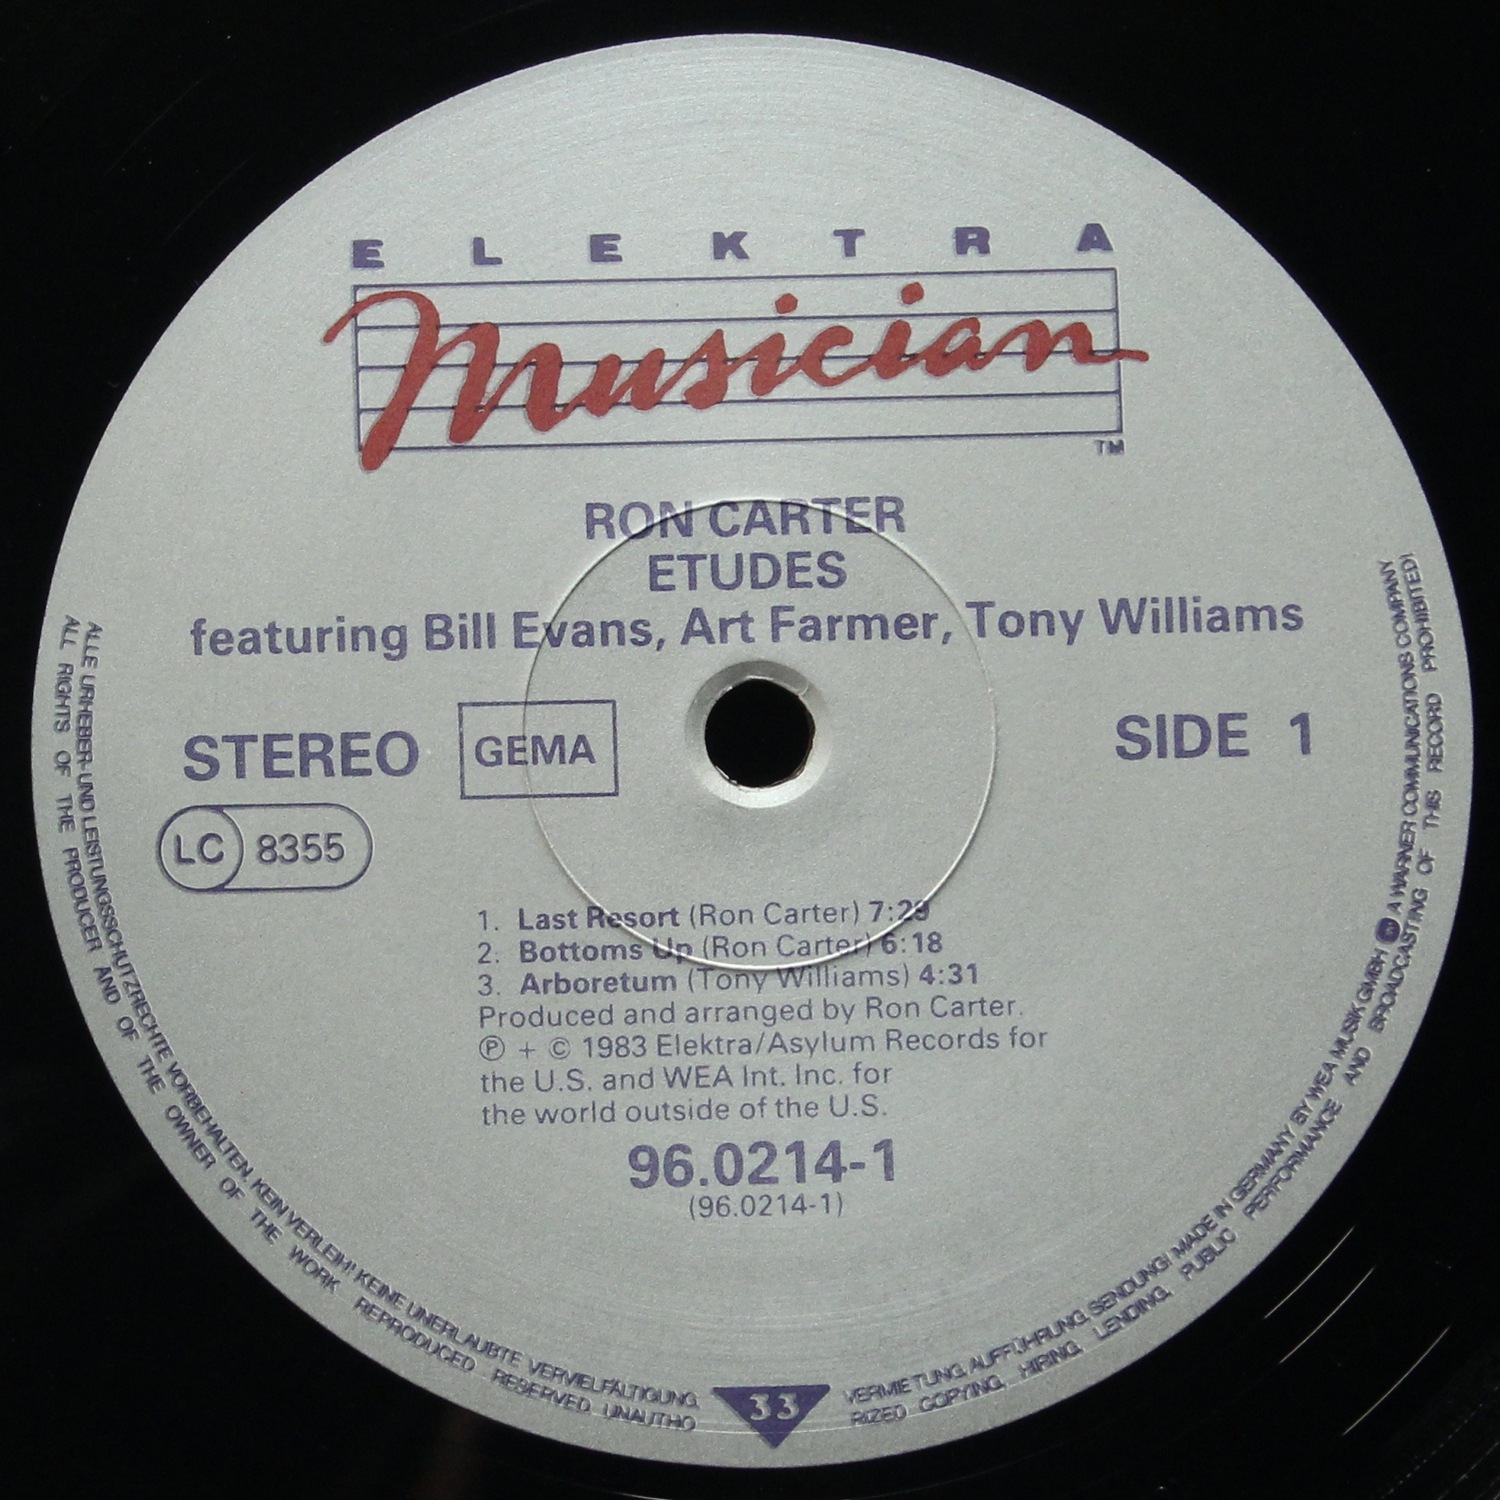 ELEKTRA
Musician
TM
RON CARTER
ETUDES
featuring Bill Evans, Art Farmer, Tony Williams
STEREO GEMA SIDE 1
LC 8355
1. Last Resort (Ron Carter) 7:29
2. Bottoms Up (Ron Carter) 6:18
3. Arboretum (Tony Williams) 4:31
Produced and arranged by Ron Carter.
℗ + © 1983 Elektra/Asylum Records for
the U.S. and WEA Int. Inc. for
the world outside of the U.S.
96.0214-1
(96.0214-1)
33
ALLE URHEBER- UND LEISTUNGSSCHUTZRECHTE VORBEHALTEN. KEIN VERLEIH! KEINE UNERLAUBTE VERVIELFÄLTIGUNG, VERMIETUNG, AUFFÜHRUNG, SENDUNG! MADE IN GERMANY BY WEA MUSIK GMBH A WARNER COMMUNICATIONS COMPANY
ALL RIGHTS OF THE PRODUCER AND OF THE OWNER OF THE WORK REPRODUCED RESERVED UNAUTHORIZED COPYING, HIRING, LENDING, PUBLIC PERFORMANCE AND BROADCASTING OF THIS RECORD PROHIBITED!